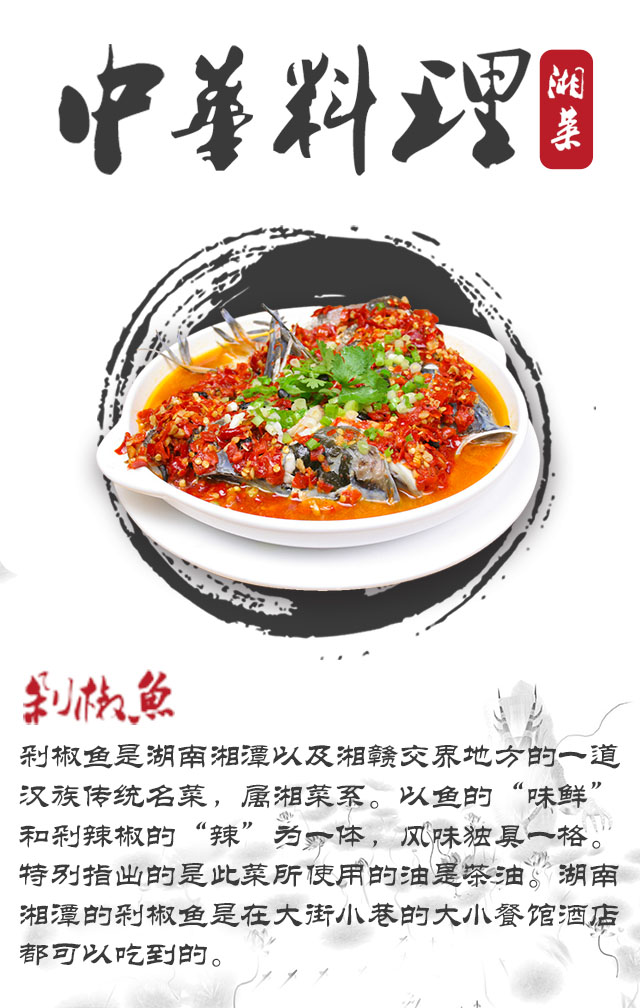 中華料理
湘菜
剁椒魚
剁椒鱼是湖南湘潭以及湘赣交界地方的一道
汉族传统名菜，属湘菜系。以鱼的“味鲜”
和剁辣椒的“辣”为一体，风味独具一格。
特别指出的是此菜所使用的油是茶油。湖南
湘潭的剁椒鱼是在大街小巷的大小餐馆酒店
都可以吃到的。